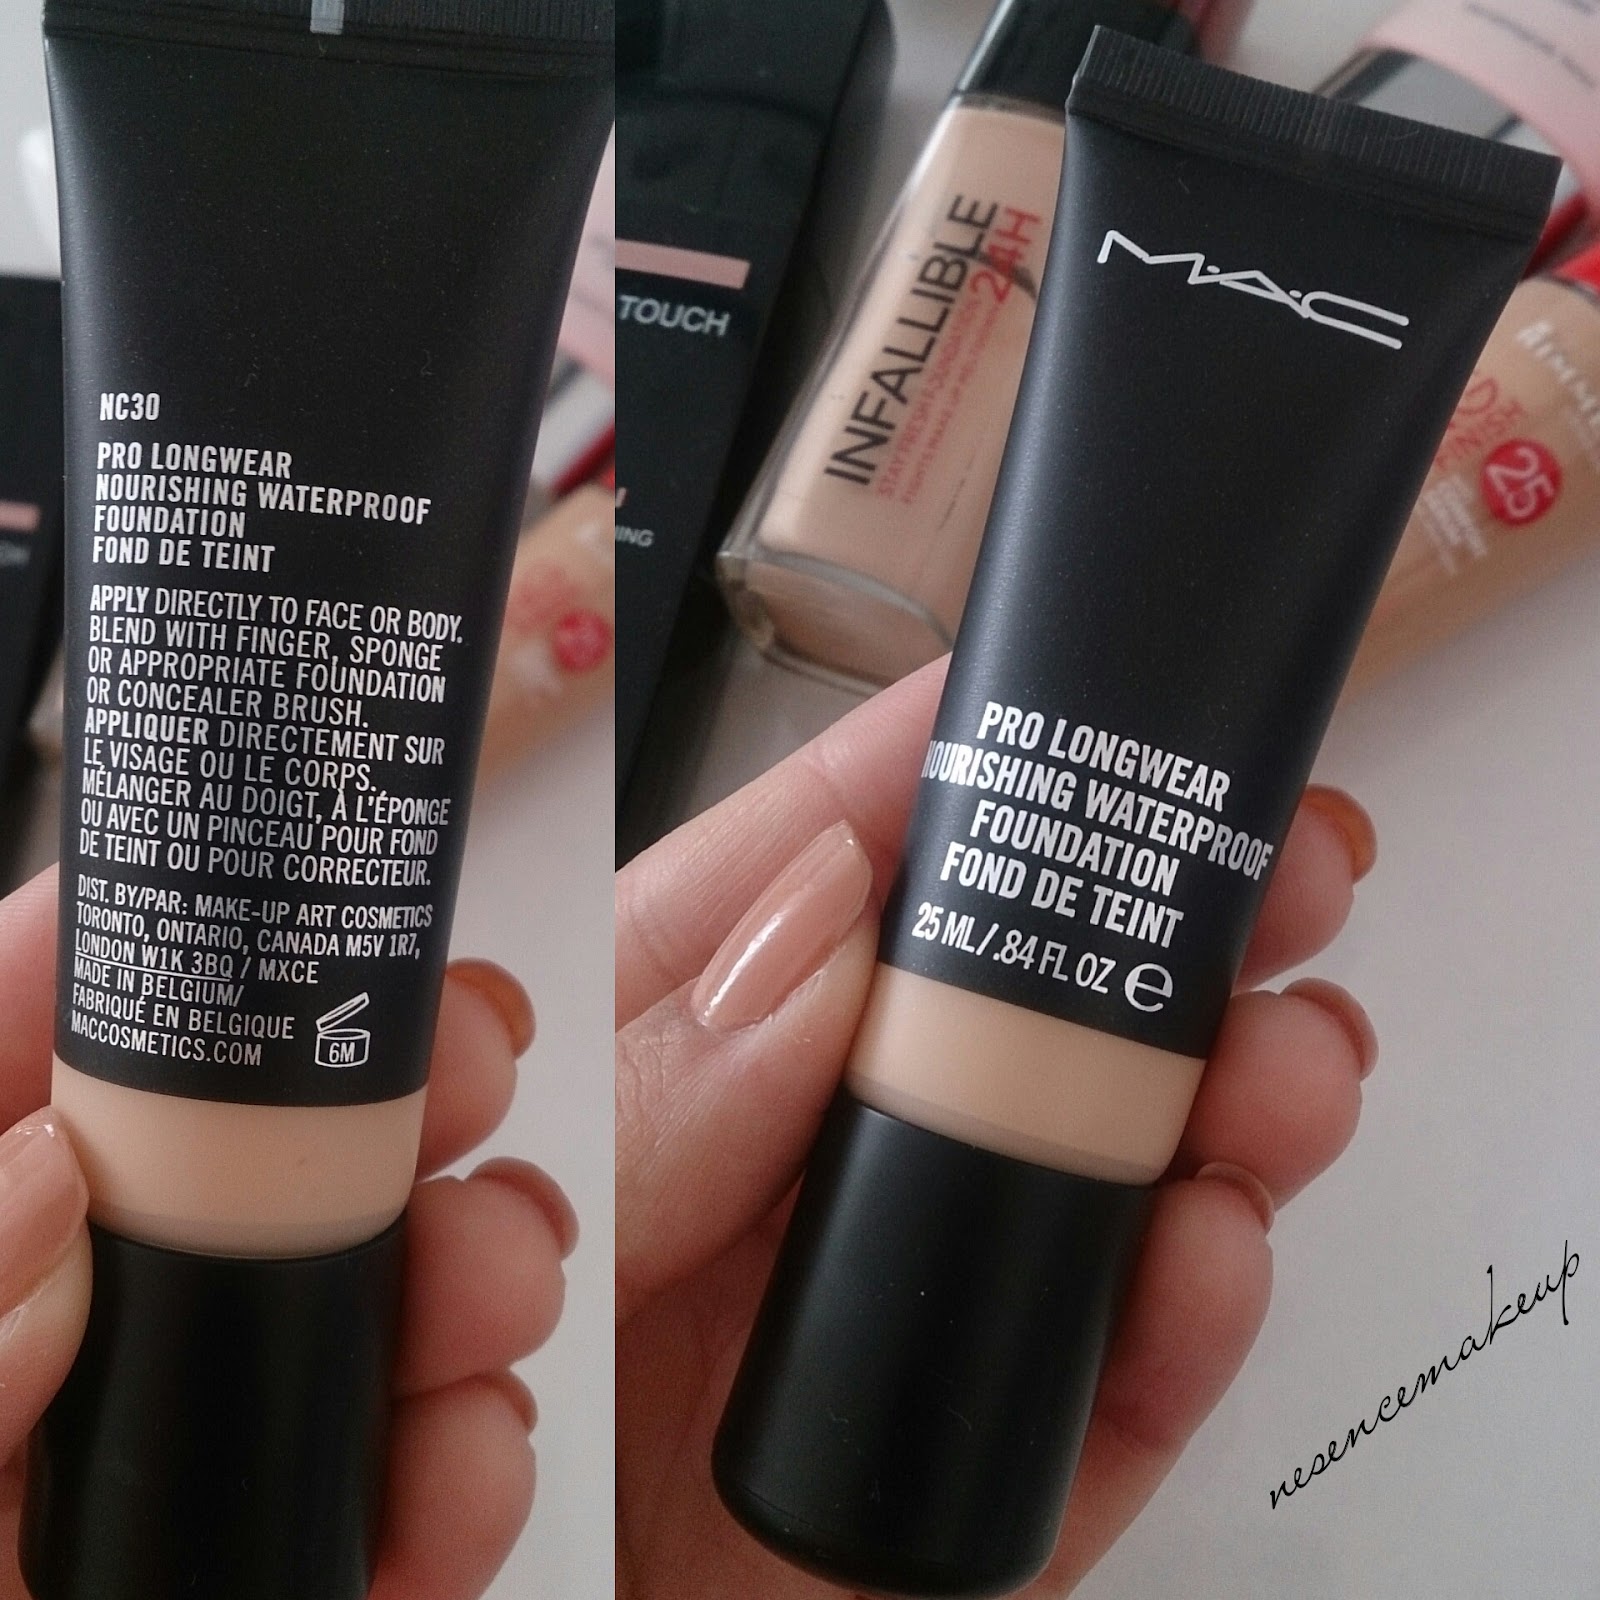 NC30
PRO LONGWEAR
NOURISHING WATERPROOF
FOUNDATION
FOND DE TEINT
APPLY DIRECTLY TO FACE OR BODY.
BLEND WITH FINGER, SPONGE
OR APPROPRIATE FOUNDATION
OR CONCEALER BRUSH.
APPLIQUER DIRECTEMENT SUR
LE VISAGE OU LE CORPS.
MÉLANGER AU DOIGT, À L'ÉPONGE
OU AVEC UN PINCEAU POUR FOND
DE TEINT OU POUR CORRECTEUR.
DIST. BY/PAR: MAKE-UP ART COSMETICS
TORONTO, ONTARIO, CANADA M5V 1R7,
LONDON W1K 3BQ / MXCE
MADE IN BELGIUM/
FABRIQUÉ EN BELGIQUE
MACCOSMETICS.COM
6M
TOUCH
INFALLIBLE
24H
STAY FRESH FOUNDATION
M·A·C
PRO LONGWEAR
NOURISHING WATERPROOF
FOUNDATION
FOND DE TEINT
25 ML/.84 FL OZ e
RIMMEL
25
nesencemakeup